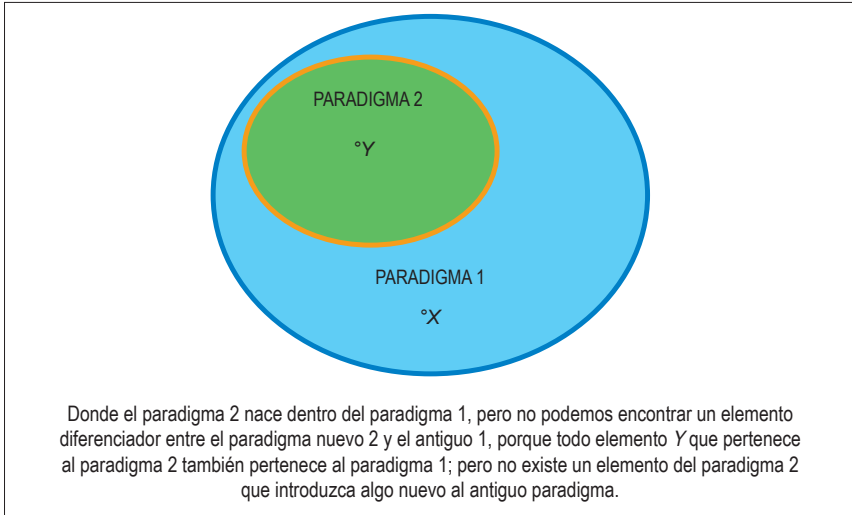 PARADIGMA 2
°Y
PARADIGMA 1
°X
Donde el paradigma 2 nace dentro del paradigma 1, pero no podemos encontrar un elemento
diferenciador entre el paradigma nuevo 2 y el antiguo 1, porque todo elemento Y que pertenece
al paradigma 2 también pertenece al paradigma 1; pero no existe un elemento del paradigma 2
que introduzca algo nuevo al antiguo paradigma.